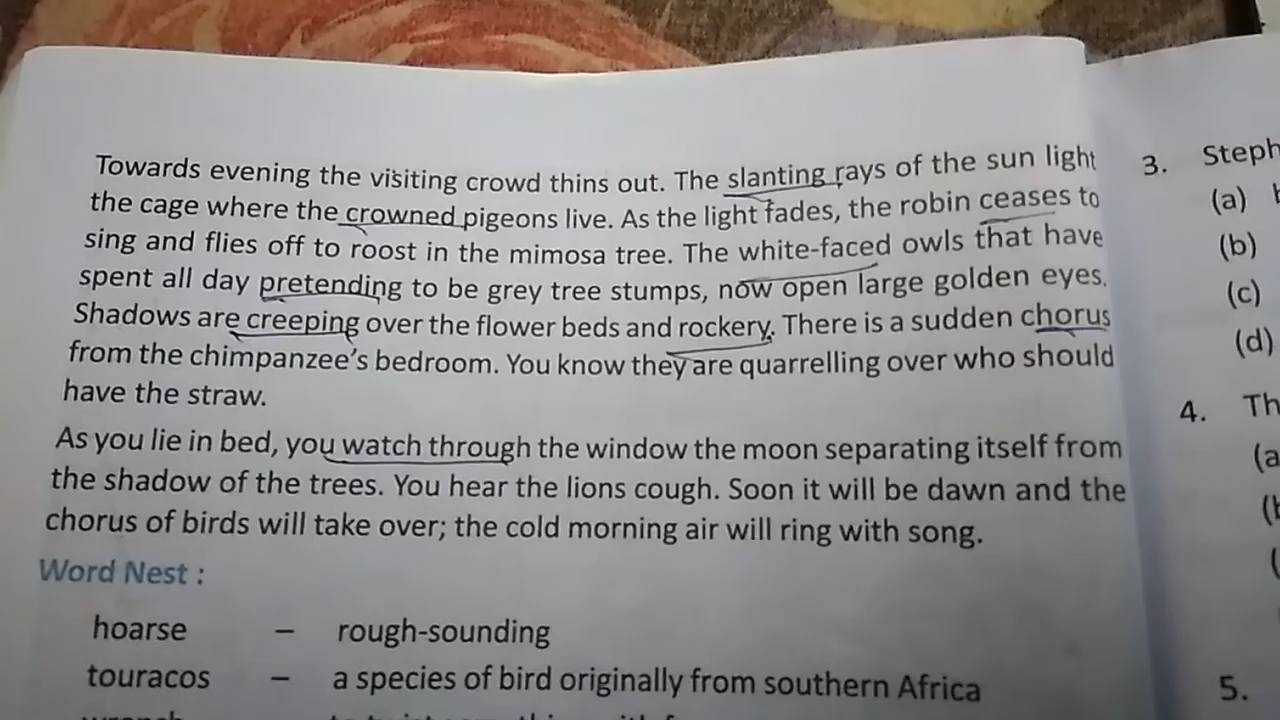 Towards evening the visiting crowd thins out. The slanting rays of the sun light
the cage where the crowned pigeons live. As the light fades, the robin ceases to
sing and flies off to roost in the mimosa tree. The white-faced owls that have
spent all day pretending to be grey tree stumps, now open large golden eyes.
Shadows are creeping over the flower beds and rockery. There is a sudden chorus
from the chimpanzee's bedroom. You know they are quarrelling over who should
have the straw.
As you lie in bed, you watch through the window the moon separating itself from
the shadow of the trees. You hear the lions cough. Soon it will be dawn and the
chorus of birds will take over; the cold morning air will ring with song.
Word Nest :
hoarse – rough-sounding
touracos – a species of bird originally from southern Africa
3. Steph
(a)
(b)
(c)
(d)
4. Th
(a
5.